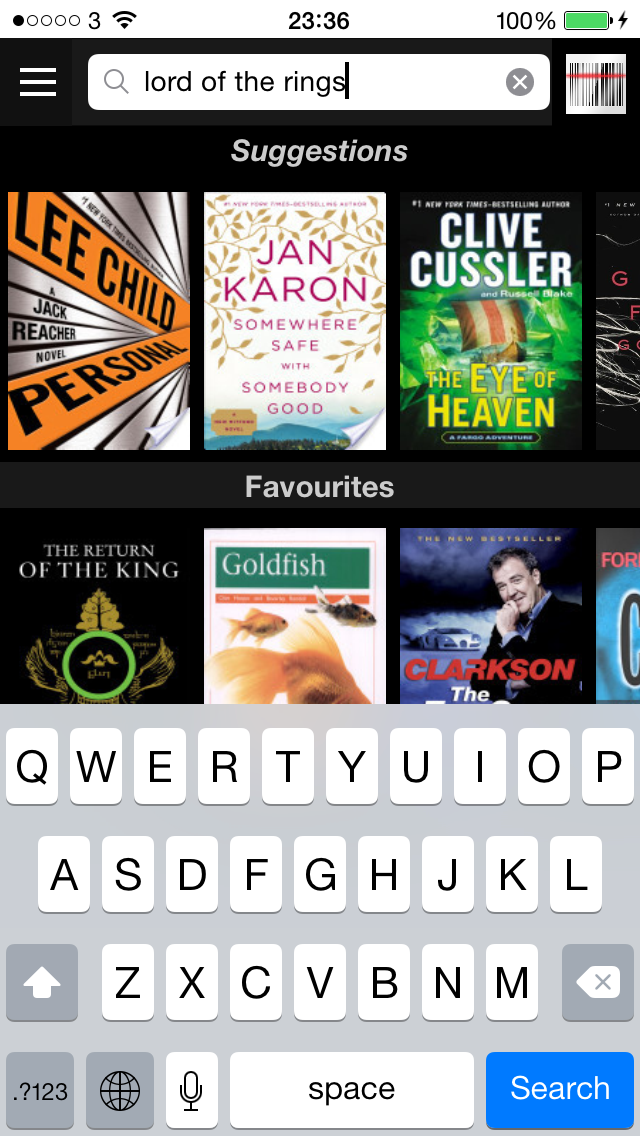 3 23:36 100%
lord of the rings
Suggestions
LEE CHILD
#1 NEW YORK TIMES BESTSELLING AUTHOR
A
JACK
REACHER
NOVEL
PERSONAL
#1 NEW YORK TIMES–BESTSELLING AUTHOR
JAN
KARON
SOMEWHERE
SAFE
WITH
SOMEBODY
GOOD
A
NEW MITFORD
NOVEL
#1 NEW YORK TIMES–BESTSELLING AUTHOR
CLIVE
CUSSLER
and Russell Blake
THE EYE OF
HEAVEN
A FARGO ADVENTURE
G
F
Favourites
THE RETURN
OF THE KING
Goldfish
THE NEW BESTSELLER
CLARKSON
The
FOR
C
Q W E R T Y U I O P
A S D F G H J K L
Z X C V B N M
.?123 space Search